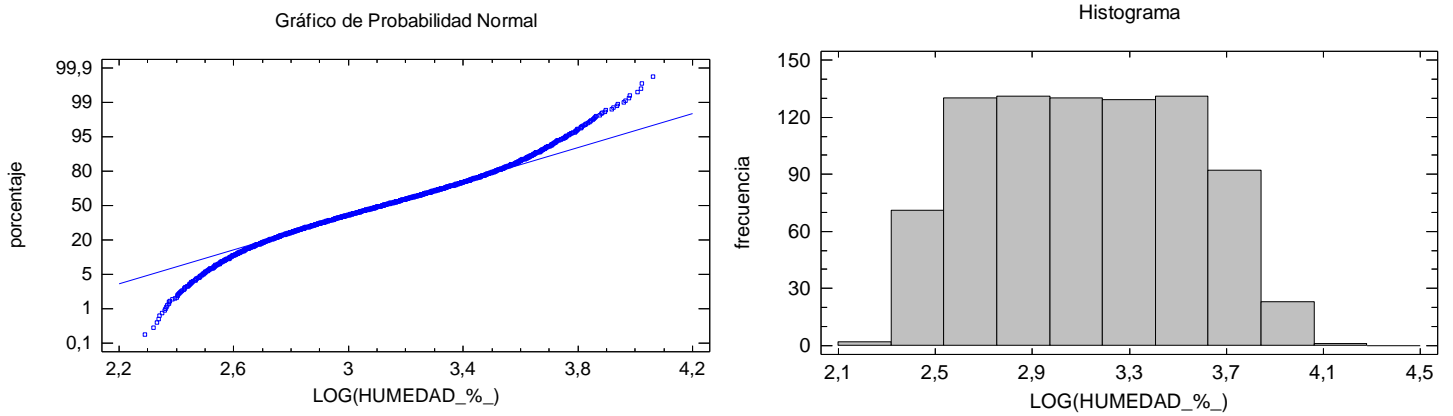 Gráfico de Probabilidad Normal
99,9
99
95
80
50
20
5
1
0,1
porcentaje
2,2 2,6 3 3,4 3,8 4,2
LOG(HUMEDAD_%_)
Histograma
150
120
90
60
30
0
frecuencia
2,1 2,5 2,9 3,3 3,7 4,1 4,5
LOG(HUMEDAD_%_)